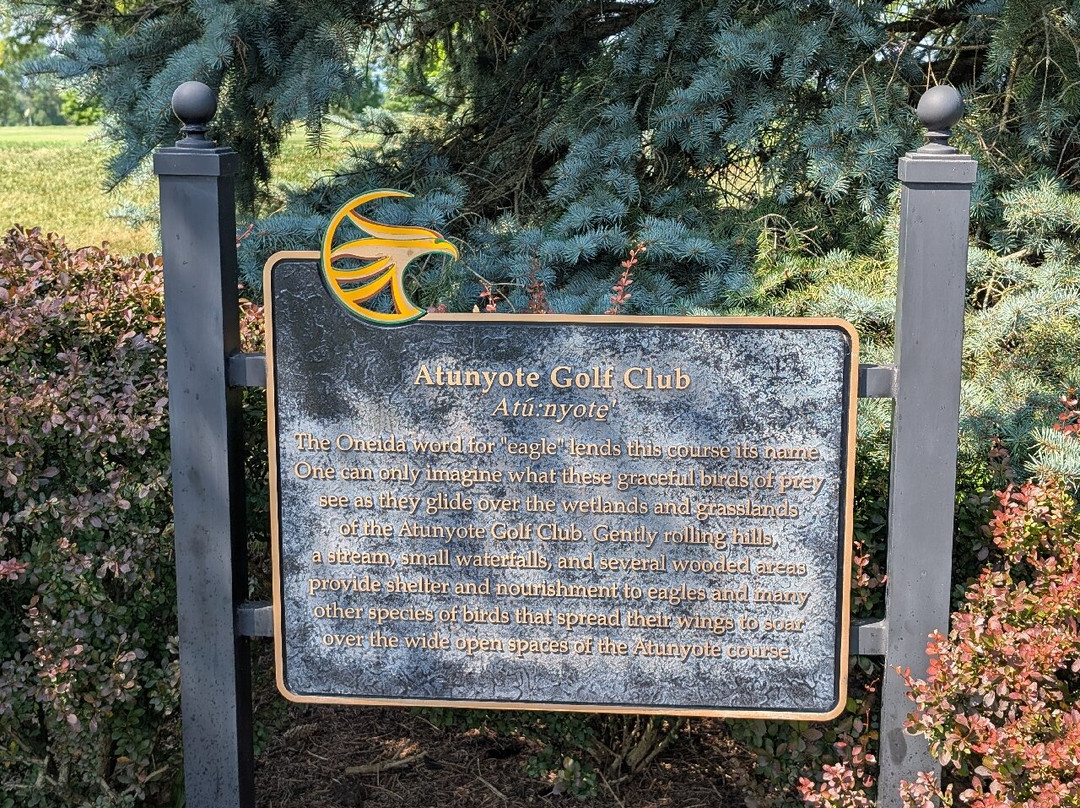 Atunyote Golf Club
Atú:nyote̲'
The Oneida word for "eagle" lends this course its name.
One can only imagine what these graceful birds of prey
see as they glide over the wetlands and grasslands
of the Atunyote Golf Club. Gently rolling hills,
a stream, small waterfalls, and several wooded areas
provide shelter and nourishment to eagles and many
other species of birds that spread their wings to soar
over the wide open spaces of the Atunyote course.